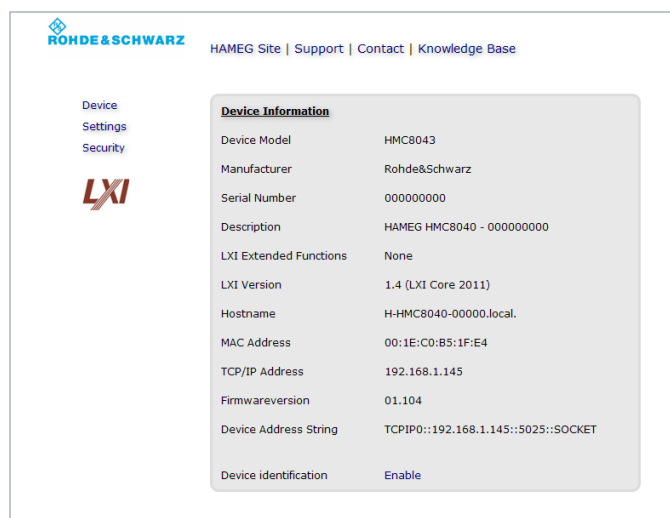 ROHDE&SCHWARZ
HAMEG Site | Support | Contact | Knowledge Base
Device
Settings
Security
LXI
Device Information
Device Model HMC8043
Manufacturer Rohde&Schwarz
Serial Number 000000000
Description HAMEG HMC8040 - 000000000
LXI Extended Functions None
LXI Version 1.4 (LXI Core 2011)
Hostname H-HMC8040-00000.local.
MAC Address 00:1E:C0:B5:1F:E4
TCP/IP Address 192.168.1.145
Firmwareversion 01.104
Device Address String TCPIP0::192.168.1.145::5025::SOCKET
Device identification Enable